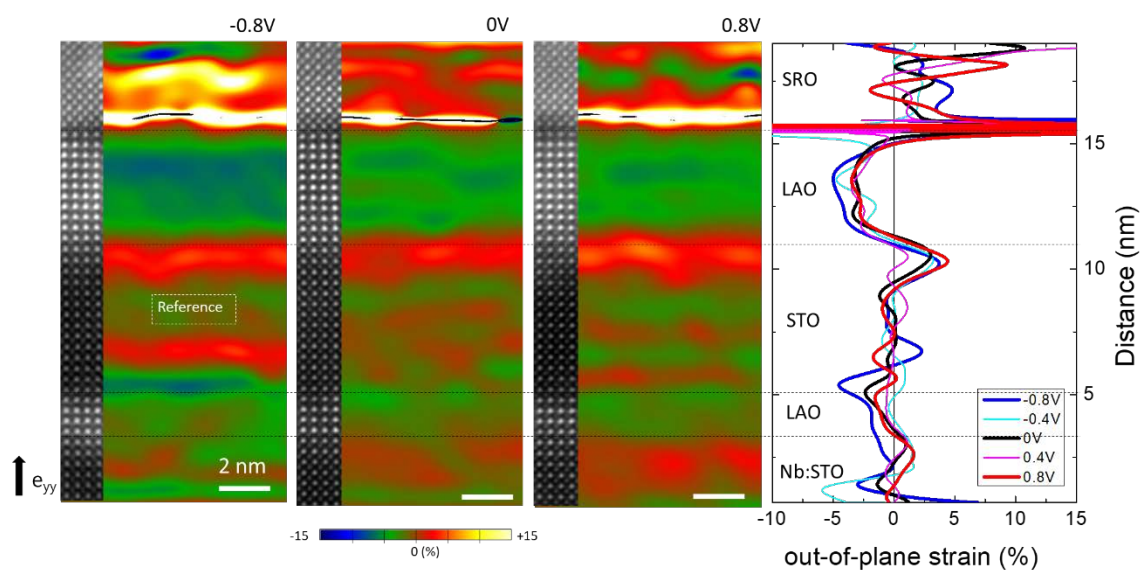 -0.8V
0V
0.8V
Reference
2 nm
e_yy
-15
0 (%)
+15
SRO
LAO
STO
LAO
Nb:STO
-0.8V
-0.4V
0V
0.4V
0.8V
15
10
5
Distance (nm)
-10
-5
0
5
10
15
out-of-plane strain (%)